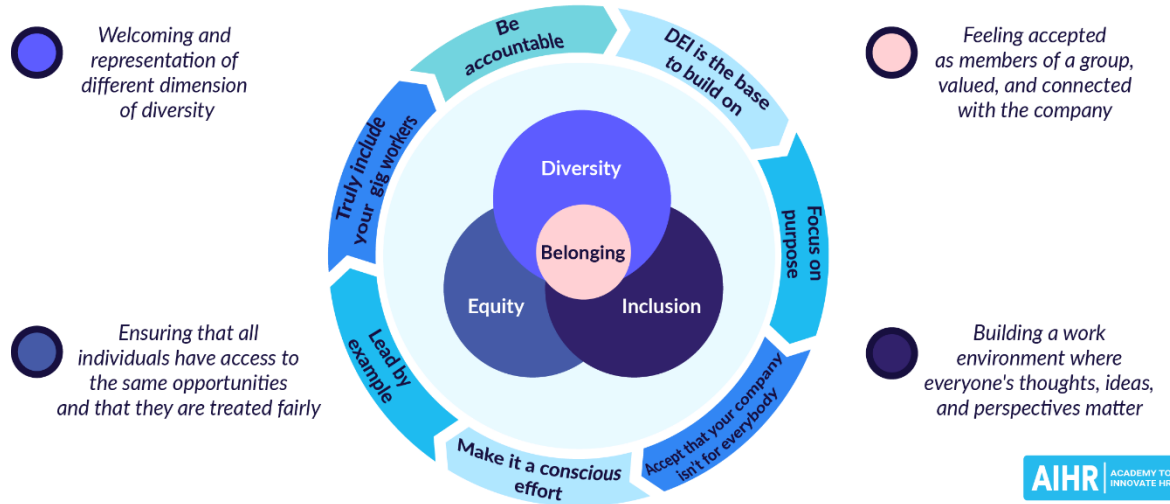 Welcoming and
representation of
different dimension
of diversity
Be
accountable
DEI is the base
to build on
Feeling accepted
as members of a group,
valued, and connected
with the company
Truly include
your gig workers
Diversity
Focus on
purpose
Belonging
Equity
Inclusion
Ensuring that all
individuals have access to
the same opportunities
and that they are treated fairly
Lead by
example
Make it a conscious
effort
Accept that your company
isn't for everybody
Building a work
environment where
everyone's thoughts, ideas,
and perspectives matter
AIHR
ACADEMY TO
INNOVATE HR